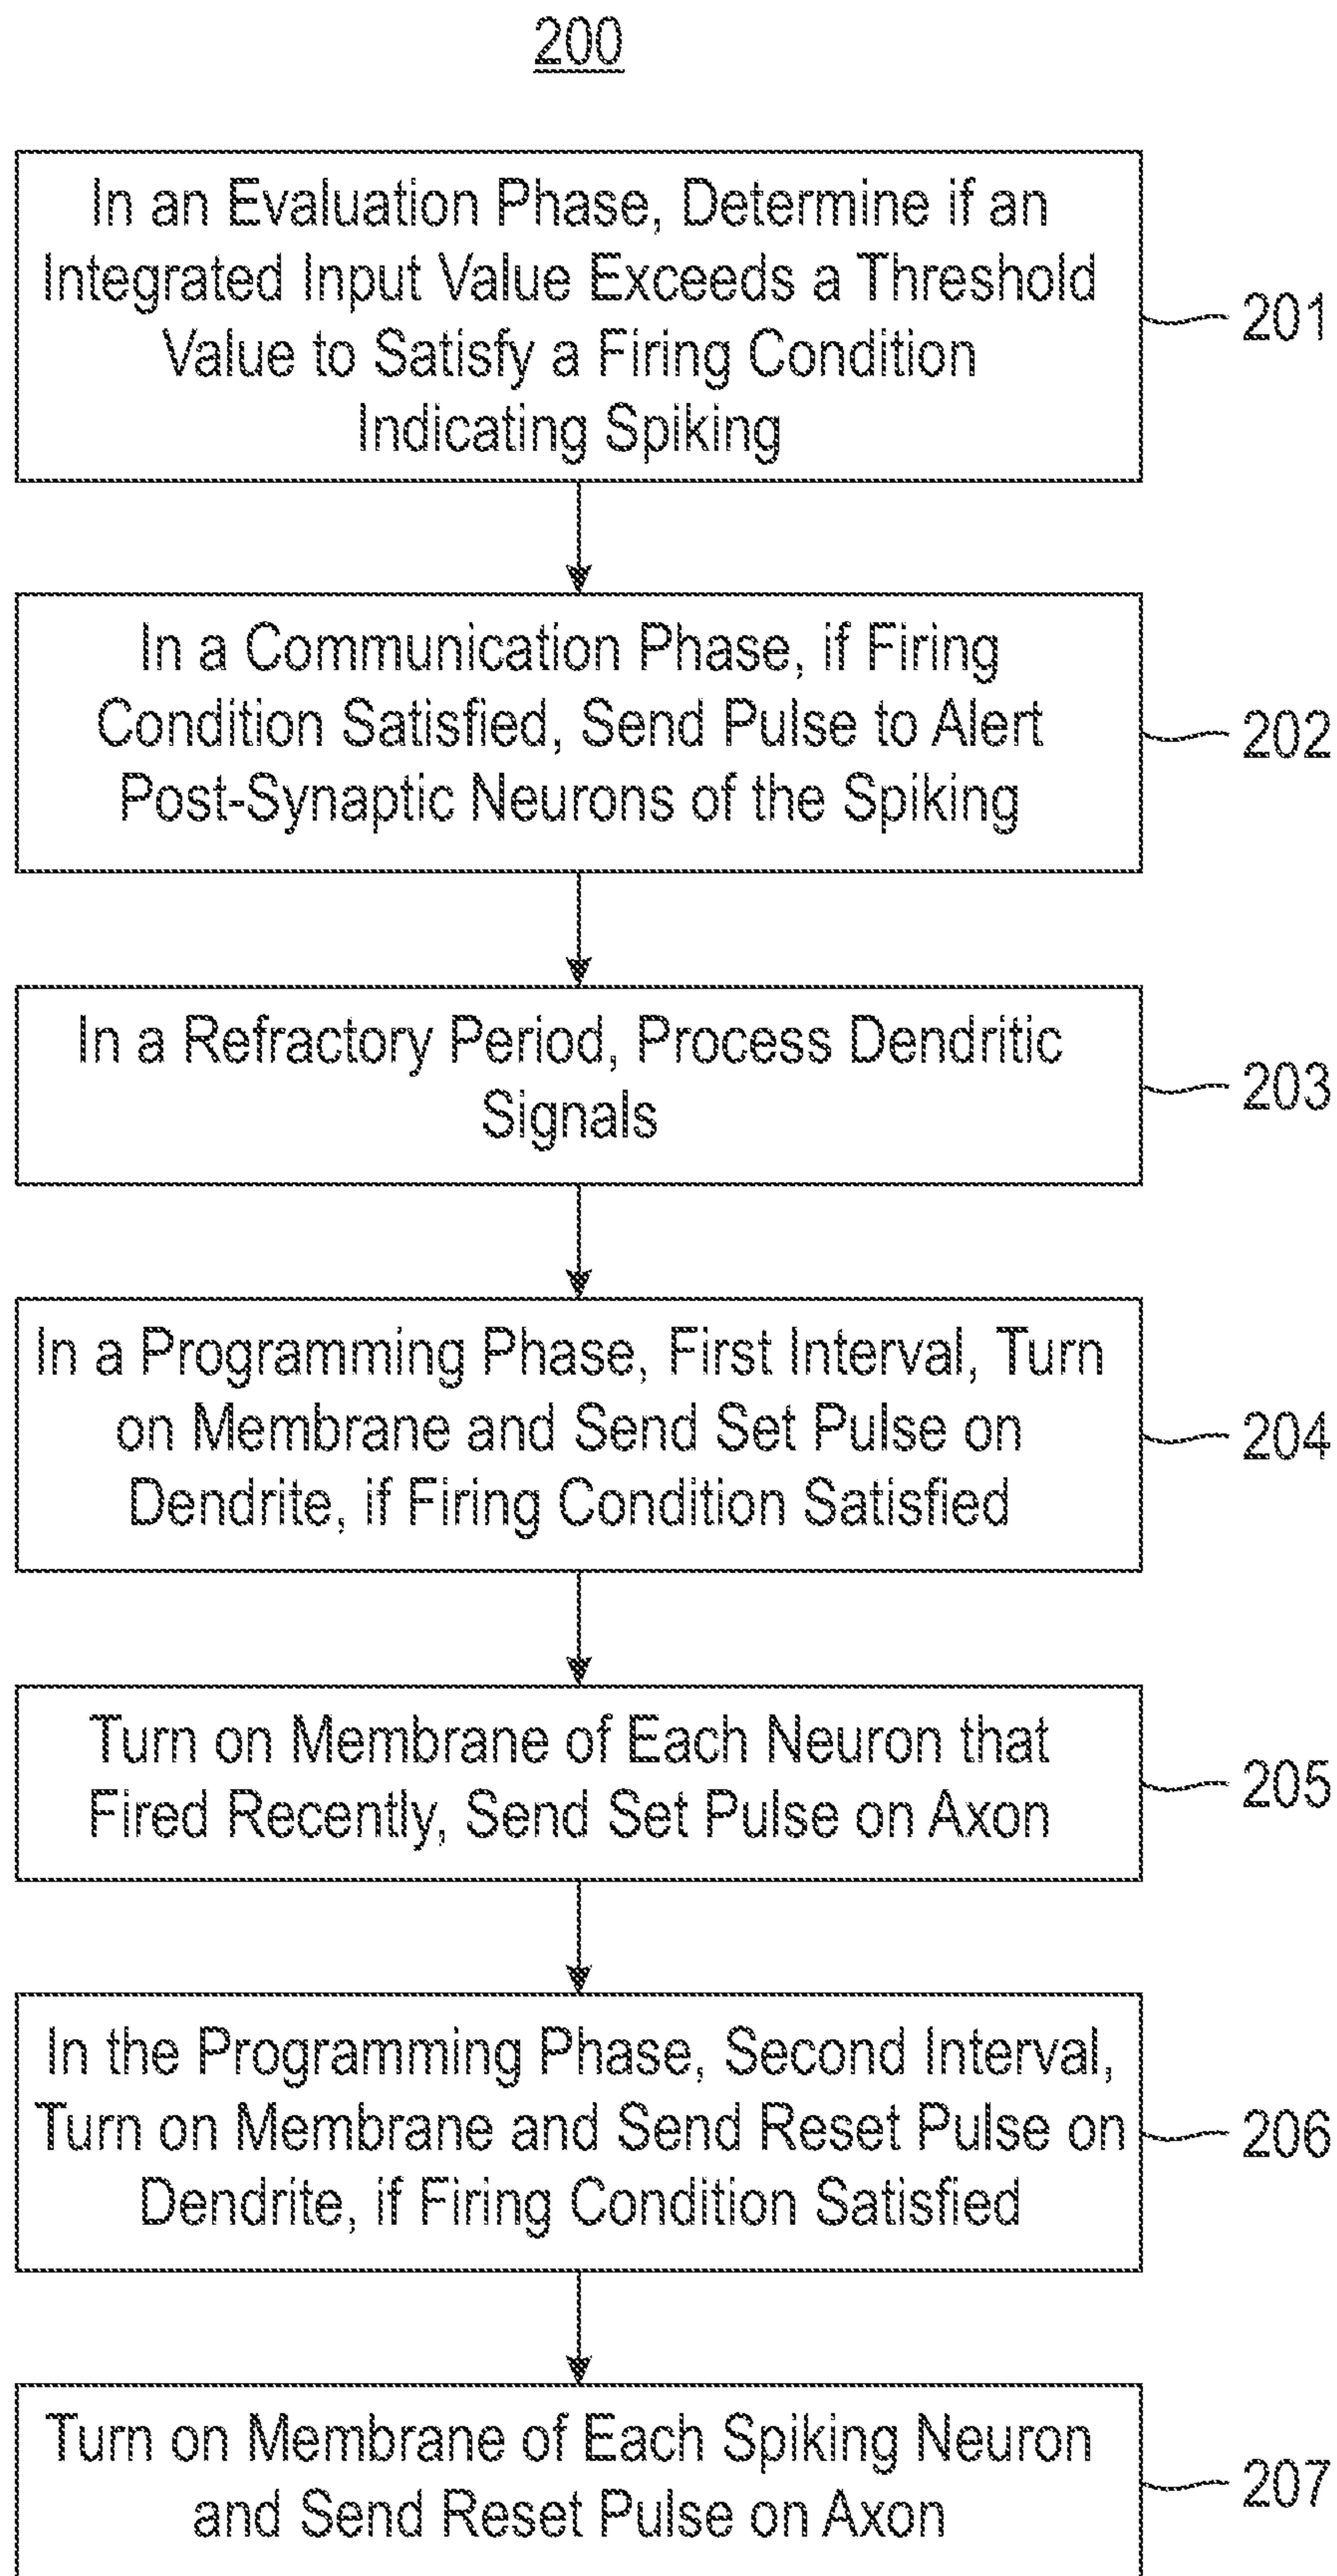 200
In an Evaluation Phase, Determine if an
Integrated Input Value Exceeds a Threshold
Value to Satisfy a Firing Condition
Indicating Spiking
201
In a Communication Phase, if Firing
Condition Satisfied, Send Pulse to Alert
Post-Synaptic Neurons of the Spiking
202
In a Refractory Period, Process Dendritic
Signals
203
In a Programming Phase, First Interval, Turn
on Membrane and Send Set Pulse on
Dendrite, if Firing Condition Satisfied
204
Turn on Membrane of Each Neuron that
Fired Recently, Send Set Pulse on Axon
205
In the Programming Phase, Second Interval,
Turn on Membrane and Send Reset Pulse on
Dendrite, if Firing Condition Satisfied
206
Turn on Membrane of Each Spiking Neuron
and Send Reset Pulse on Axon
207